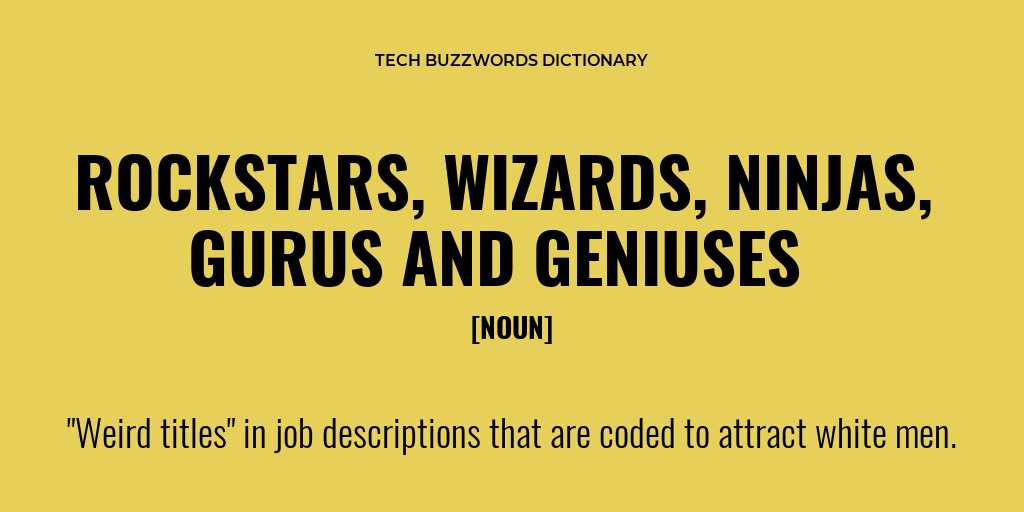 TECH BUZZWORDS DICTIONARY
ROCKSTARS, WIZARDS, NINJAS,
GURUS AND GENIUSES
[NOUN]
"Weird titles" in job descriptions that are coded to attract white men.